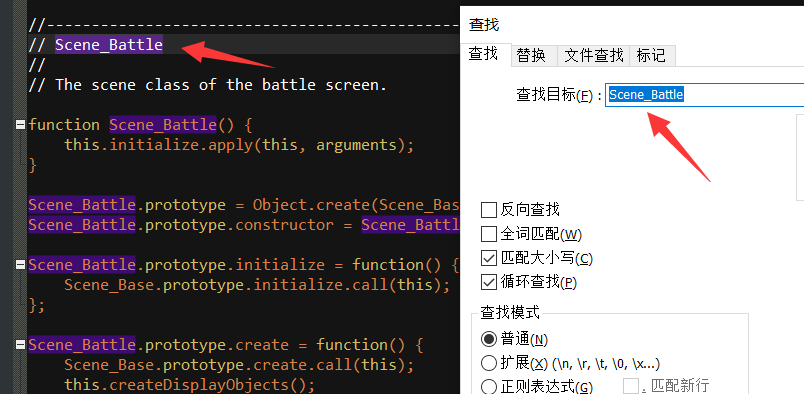 //----------------------------------------------
// Scene_Battle
//
// The scene class of the battle screen.
function Scene_Battle() {
this.initialize.apply(this, arguments);
}
Scene_Battle.prototype = Object.create(Scene_Bas
Scene_Battle.prototype.constructor = Scene_Battl
Scene_Battle.prototype.initialize = function() {
Scene_Base.prototype.initialize.call(this);
};
Scene_Battle.prototype.create = function() {
Scene_Base.prototype.create.call(this);
this.createDisplayObjects();
查找
查找 替换 文件查找 标记
查找目标(F) : Scene_Battle
反向查找
全词匹配(W)
匹配大小写(C)
循环查找(P)
查找模式
普通(N)
扩展(X) (\n, \r, \t, \0, \x...)
正则表达式(G) . 匹配新行